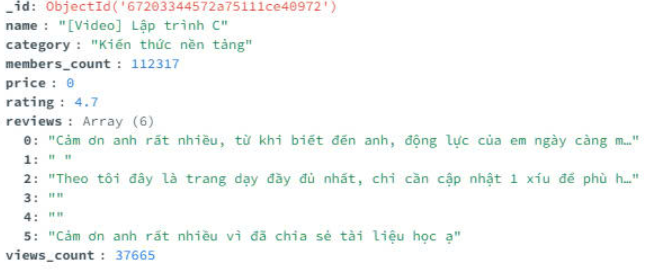 _id: ObjectId('67203344572a75111ce40972')
name : "[Video] Lập trình C"
category : "Kiến thức nền tảng"
members_count : 112317
price : 0
rating : 4.7
reviews : Array (6)
0: "Cảm ơn anh rất nhiều, từ khi biết đến anh, động lực của em ngày càng m…"
1: " "
2: "Theo tôi đây là trang dạy đầy đủ nhất, chỉ cần cập nhật 1 xíu để phù h…"
3: ""
4: ""
5: "Cảm ơn anh rất nhiều vì đã chia sẻ tài liệu học ạ"
views_count : 37665